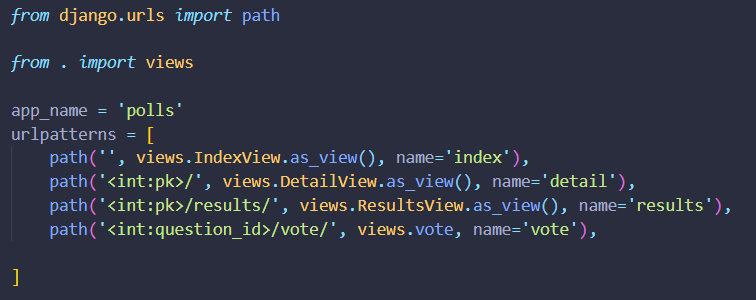 from django.urls import path
from . import views
app_name = 'polls'
urlpatterns = [
    path('', views.IndexView.as_view(), name='index'),
    path('<int:pk>/', views.DetailView.as_view(), name='detail'),
    path('<int:pk>/results/', views.ResultsView.as_view(), name='results'),
    path('<int:question_id>/vote/', views.vote, name='vote'),
]